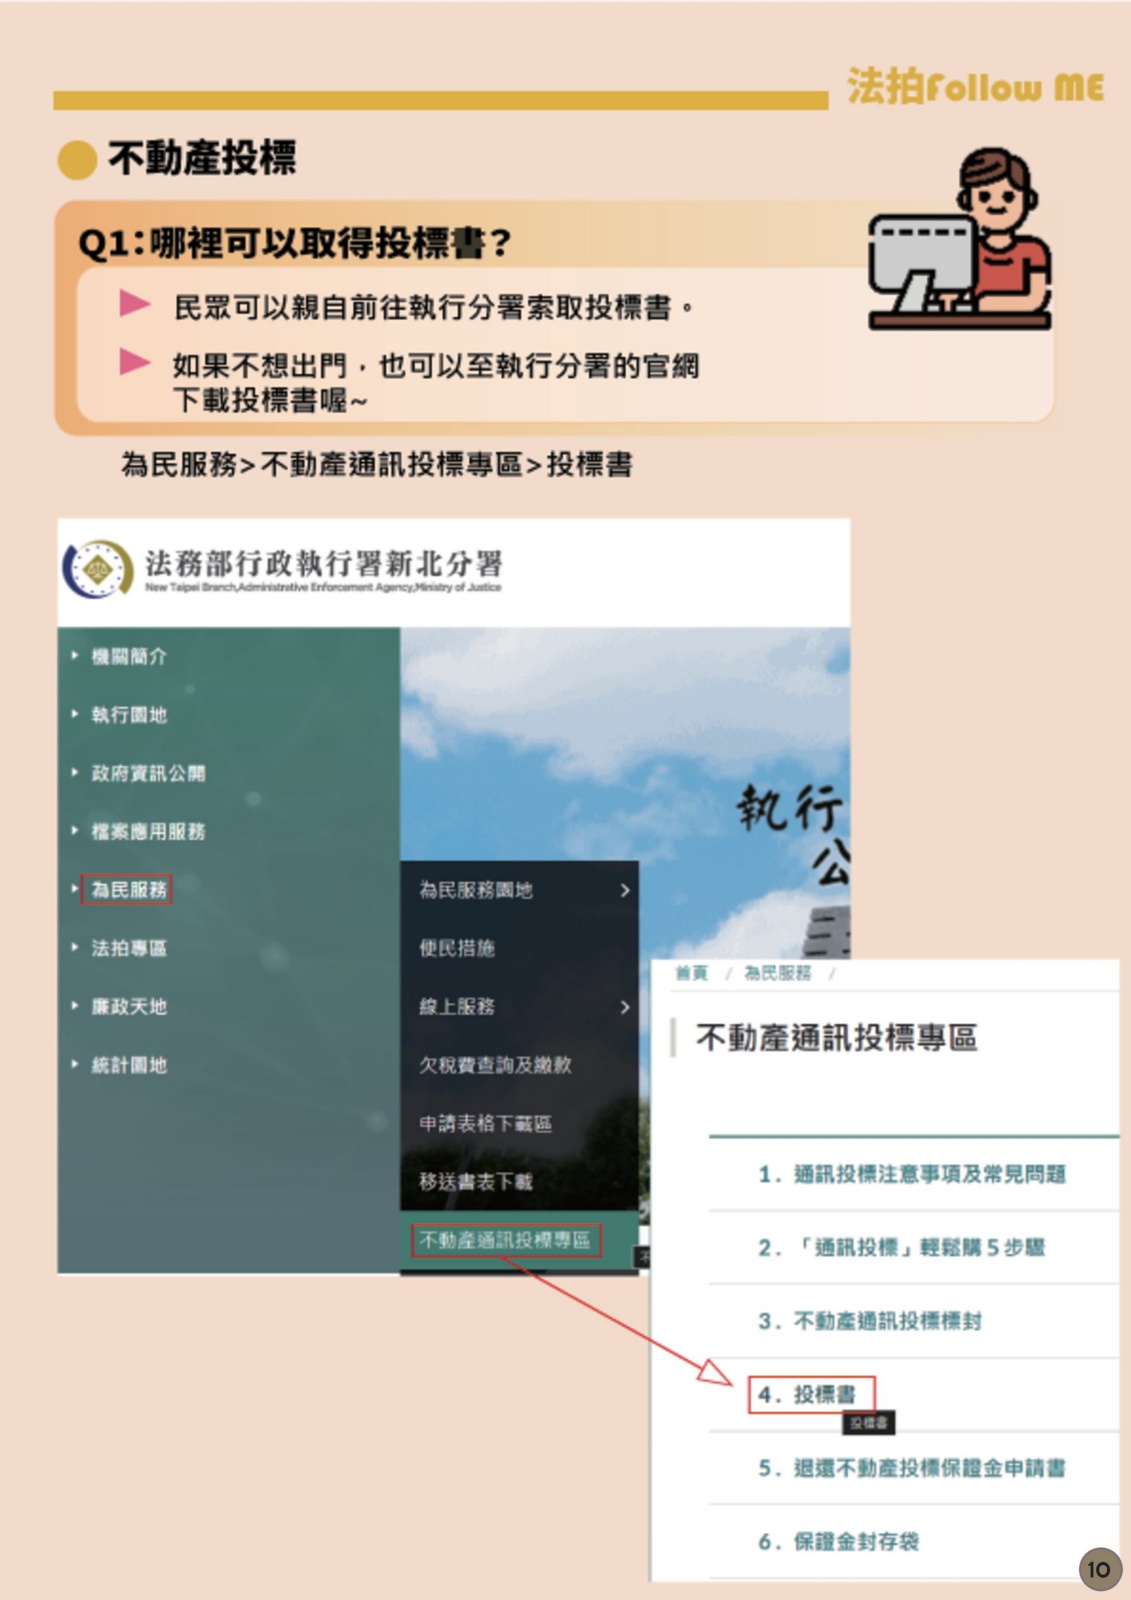 法拍Follow ME
不動產投標
Q1:哪裡可以取得投標書?
民眾可以親自前往執行分署索取投標書。
如果不想出門，也可以至執行分署的官網
下載投標書喔~
為民服務>不動產通訊投標專區>投標書
法務部行政執行署新北分署
New Taipei Branch,Administrative Enforcement Agency,Ministry of Justice
機關簡介
執行園地
政府資訊公開
檔案應用服務
為民服務
法拍專區
廉政天地
統計園地
執行
公
為民服務園地
便民措施
線上服務
欠稅費查詢及繳款
申請表格下載區
移送書表下載
不動產通訊投標專區
不
首頁 / 為民服務 /
不動產通訊投標專區
1. 通訊投標注意事項及常見問題
2. 「通訊投標」輕鬆購5步驟
3. 不動產通訊投標標封
4. 投標書
投標書
5. 退還不動產投標保證金申請書
6. 保證金封存袋
10